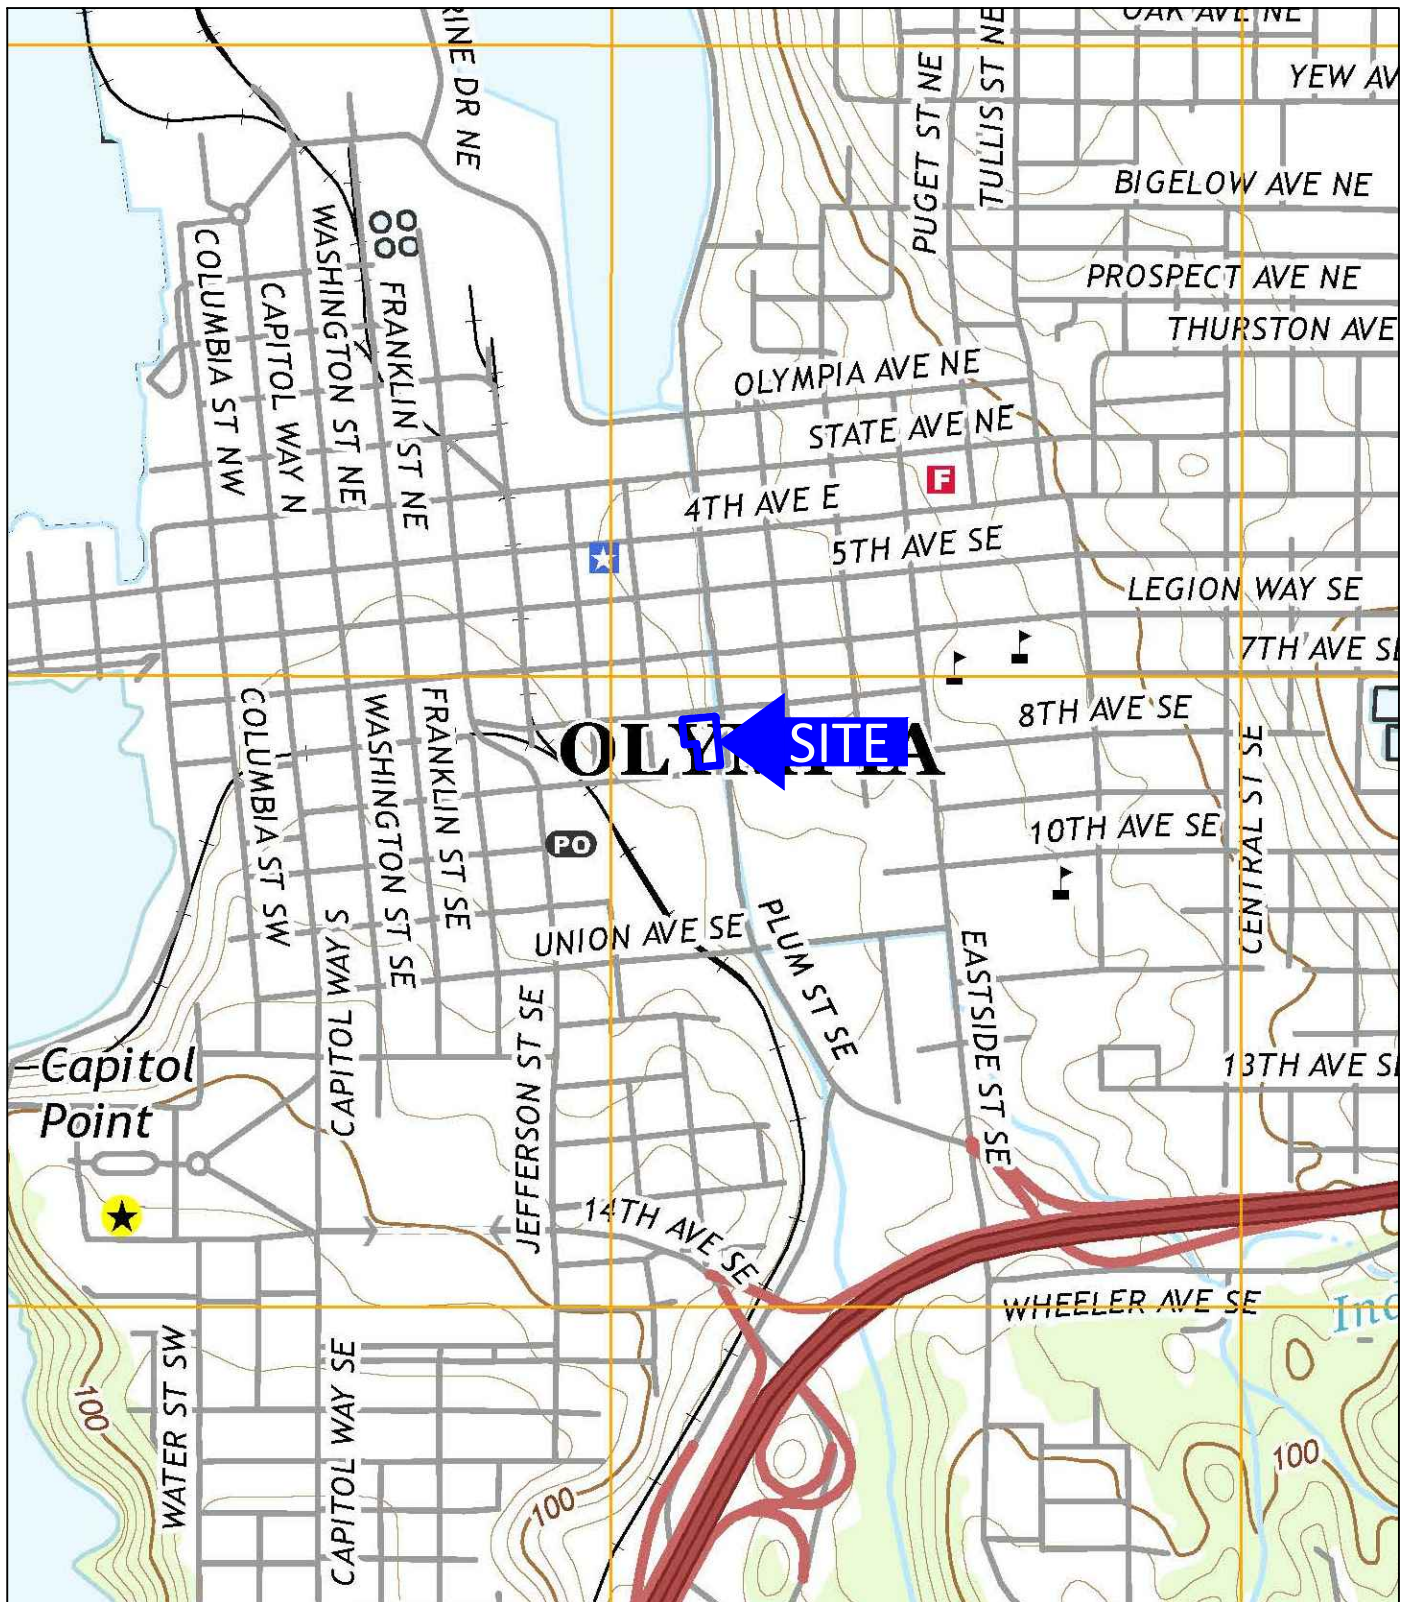 OAK AVE NE
RINE DR NE
YEW AV
PUGET ST NE
TULLIS ST NE
BIGELOW AVE NE
COLUMBIA ST NW
CAPITOL WAY N
WASHINGTON ST NE
FRANKLIN ST NE
PROSPECT AVE NE
THURSTON AVE
OLYMPIA AVE NE
STATE AVE NE
F
4TH AVE E
5TH AVE SE
LEGION WAY SE
7TH AVE SE
COLUMBIA ST SW
WASHINGTON ST SE
FRANKLIN ST SE
8TH AVE SE
OLYMPIA
SITE
CENTRAL ST SE
10TH AVE SE
PO
UNION AVE SE
PLUM ST SE
EASTSIDE ST SE
CAPITOL WAY S
JEFFERSON ST SE
Capitol
Point
13TH AVE SE
14TH AVE SE
WHEELER AVE SE
Ind
WATER ST SW
CAPITOL WAY SE
100
100
100